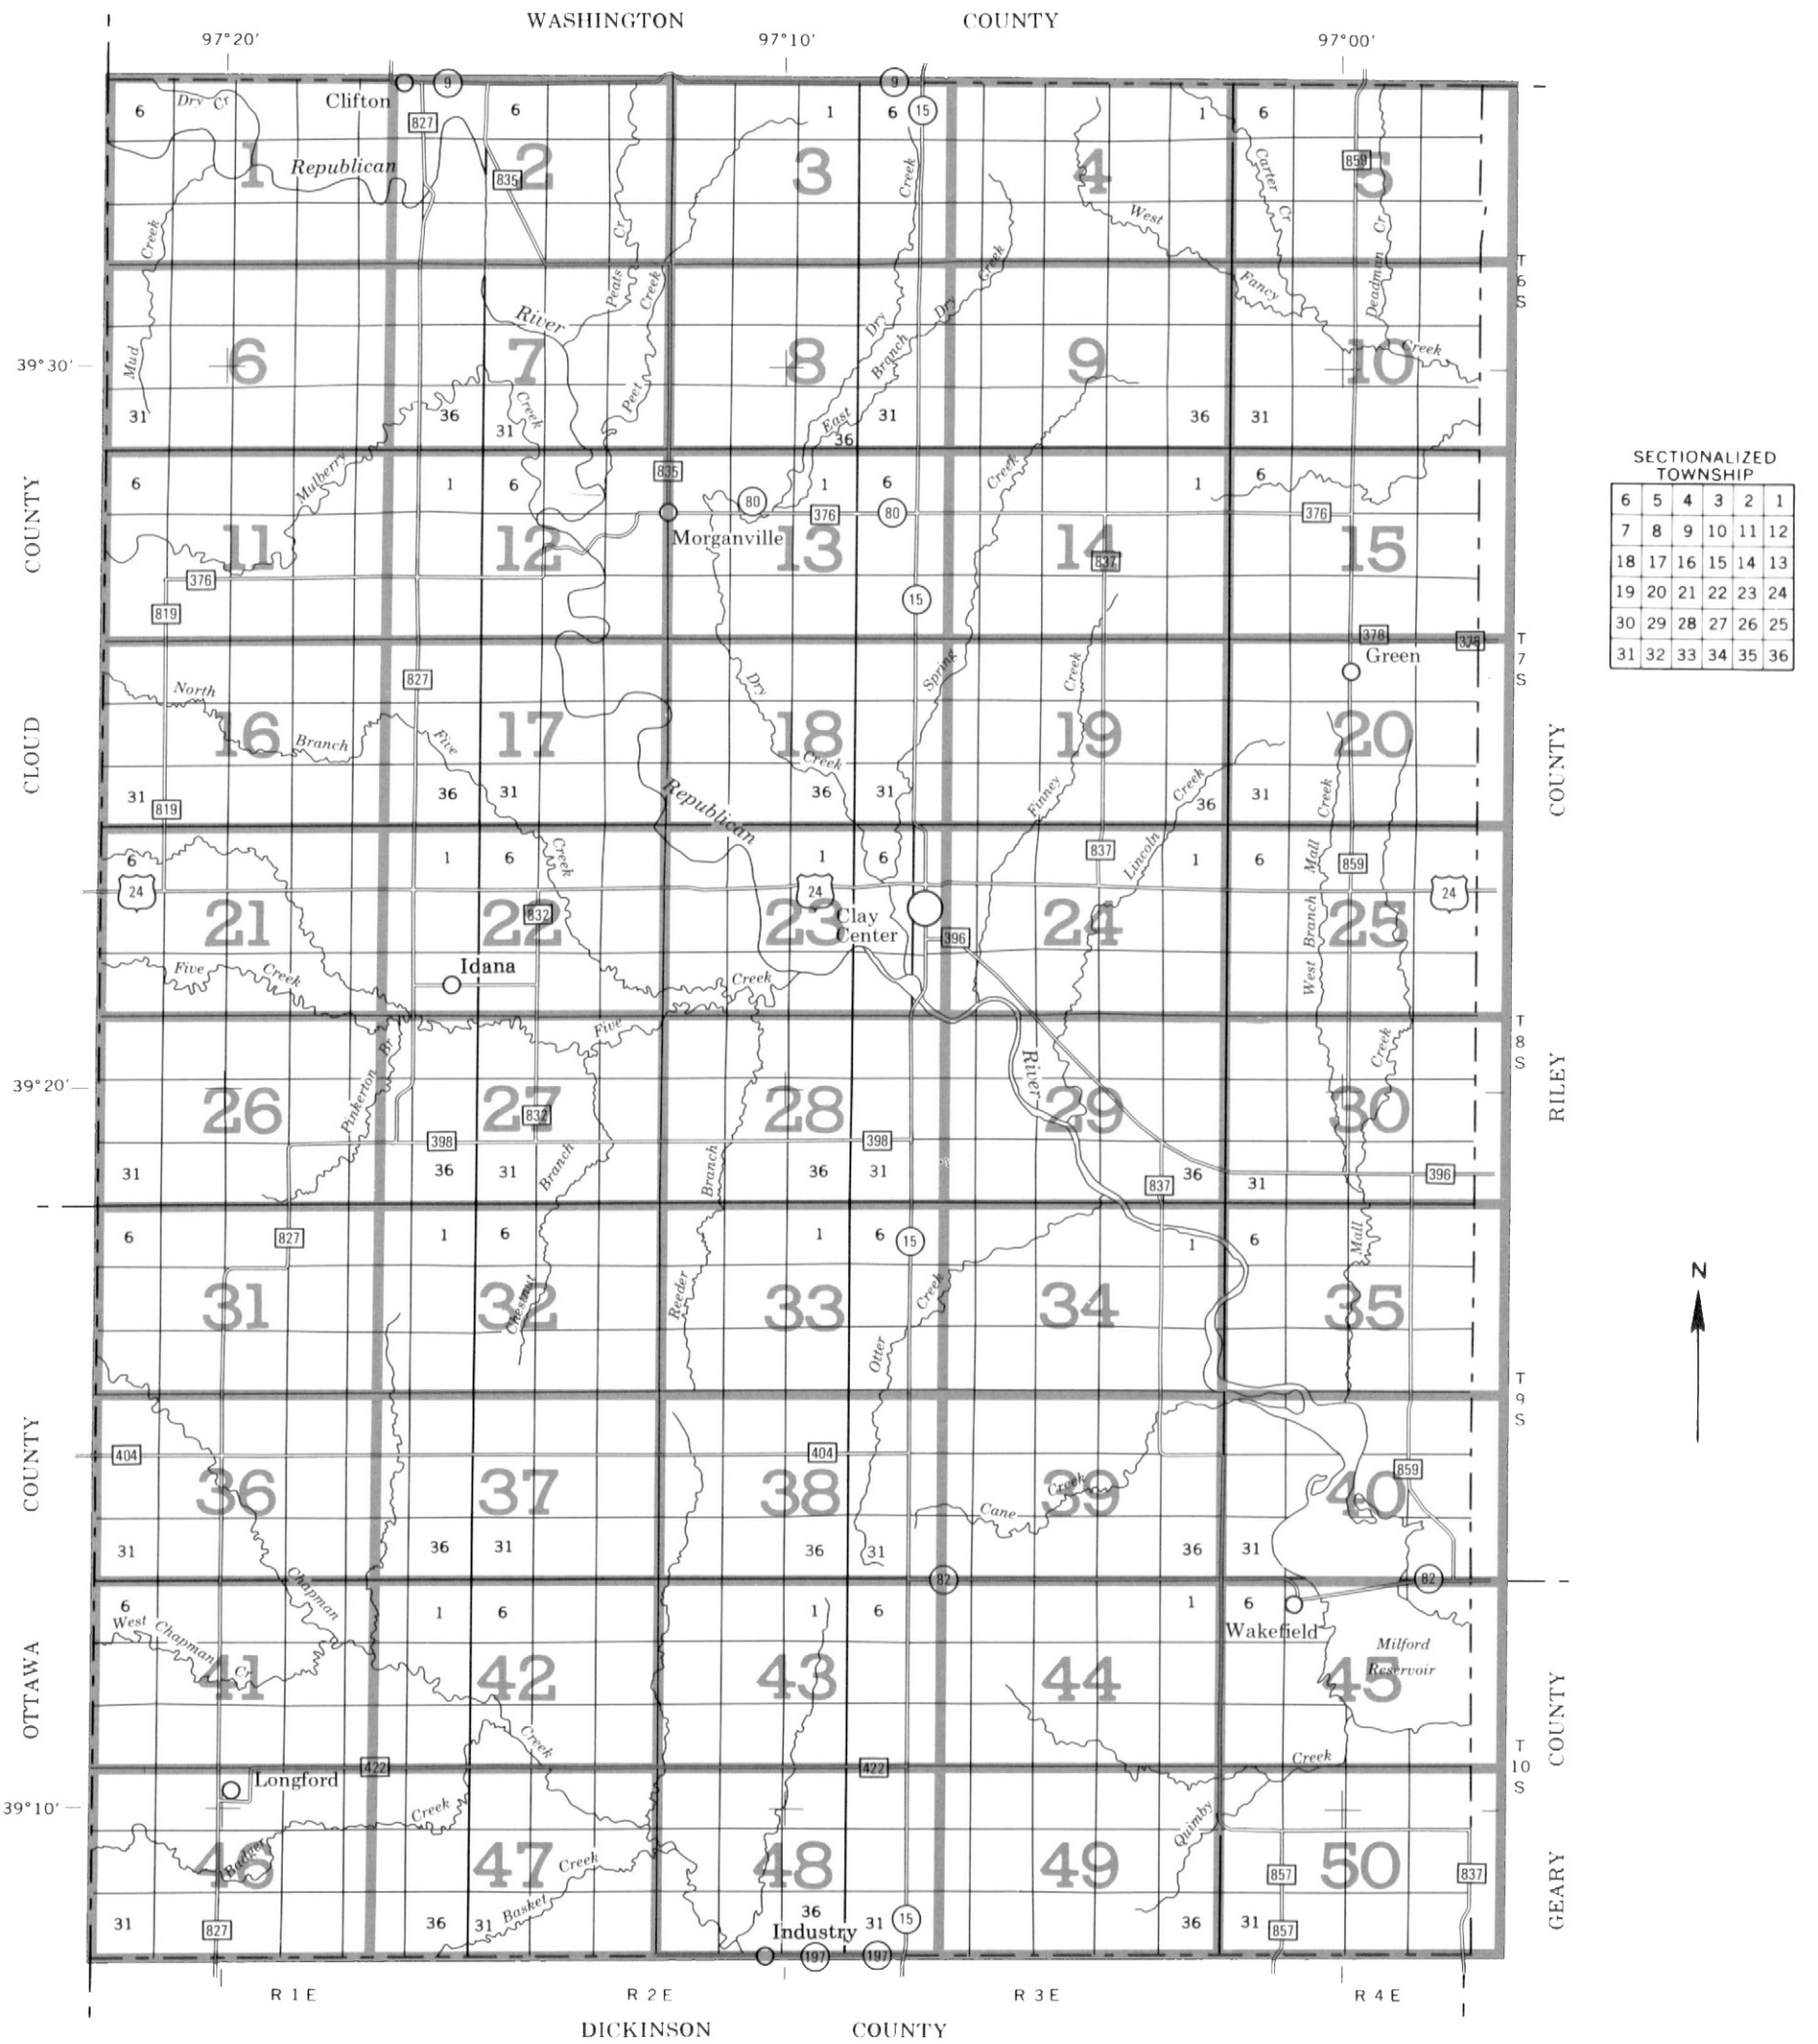 WASHINGTON COUNTY
97°20' 97°10' 97°00'
Clifton 9 9
6 Dry Cr 827 6 1 6 15 1 6
Republican 835 Creek Carter Cr 859
1 2 3 4 5
Creek Cr West Deadman Cr
T 6 S
Peats Creek Creek Fancy
River Dry Dry
39°30' Mud 6 7 8 Branch 9 10 Creek
Creek Peet
31 36 31 East 36 31 36 31
SECTIONALIZED
TOWNSHIP
6 5 4 3 2 1
7 8 9 10 11 12
18 17 16 15 14 13
19 20 21 22 23 24
30 29 28 27 26 25
31 32 33 34 35 36
COUNTY
Mulberry 835 Creek
6 1 6 80 1 6 1 6
376 80 376
Morganville
11 12 13 14 15
376 837
819 15
378 378
T 7 S
Green
827 Spring Creek
North Dry
CLOUD
16 17 18 19 20
Branch Five Creek COUNTY
31 36 31 36 31 Finney Creek 36 31 Creek
819 Republican
6 1 6 Creek 1 6 837 Lincoln 1 6 Mall 859
24 24 24
832 Clay
Center
21 22 23 24 25
396
Five Creek Idana Creek West Branch
T 8 S
Br Five River Creek
39°20'
26 27 28 29 30
Pinkerton 832 RILEY
398 398
31 36 31 Branch Branch 36 31 837 36 31 396
6 827 1 6 1 6 15 1 6 Mall
Creek
31 32 33 34 35
Chestnut Reeder N
Otter
T 9 S
COUNTY
404 404
36 37 38 39 40
859
Cane Creek
31 36 31 36 31 36 31
82 82
Chapman
6 1 6 1 6 1 6
West Chapman Cr Wakefield
Milford
Reservoir
OTTAWA
41 42 43 44 45
COUNTY
Creek Creek
T 10 S
422 422
Longford
39°10' Creek
Badger Quimby
46 47 48 49 50
Creek 857 837
Basket
GEARY
31 827 36 31 36 31 15 36 31 857
Industry
197 197
R 1 E R 2 E R 3 E R 4 E
DICKINSON COUNTY